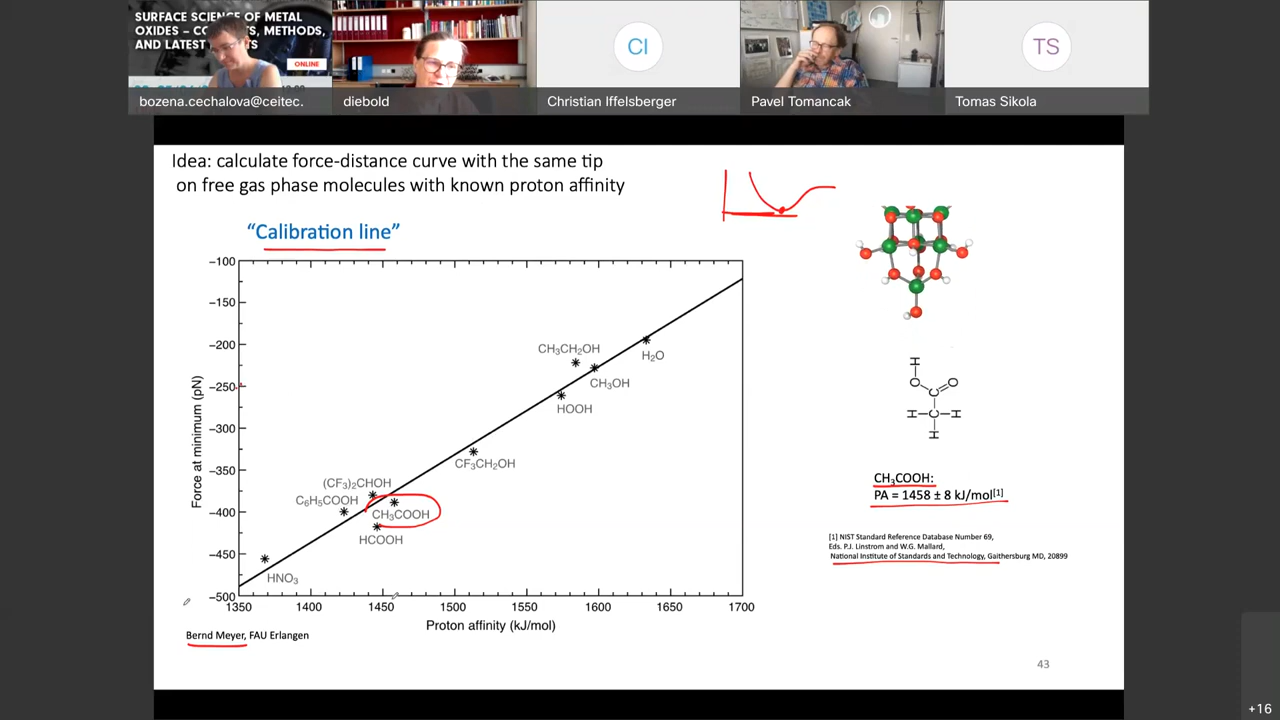 SURFACE SCIENCE OF METAL
OXIDES – CO TS, METHODS,
AND LATEST TS
ONLINE
bozena.cechalova@ceitec.
diebold
CI
Christian Iffelsberger
Pavel Tomancak
TS
Tomas Sikola
Idea: calculate force-distance curve with the same tip
on free gas phase molecules with known proton affinity
"Calibration line"
Force at minimum (pN)
−100
−150
−200
−250
−300
−350
−400
−450
−500
1350
1400
1450
1500
1550
1600
1650
1700
Proton affinity (kJ/mol)
CH₃CH₂OH
H₂O
CH₃OH
HOOH
CF₃CH₂OH
(CF₃)₂CHOH
C₆H₅COOH
CH₃COOH
HCOOH
HNO₃
Bernd Meyer, FAU Erlangen
H
O
O
C
H
C
H
H
CH₃COOH:
PA = 1458 ± 8 kJ/mol[1]
[1] NIST Standard Reference Database Number 69,
Eds. P.J. Linstrom and W.G. Mallard,
National Institute of Standards and Technology, Gaithersburg MD, 20899
43
+16